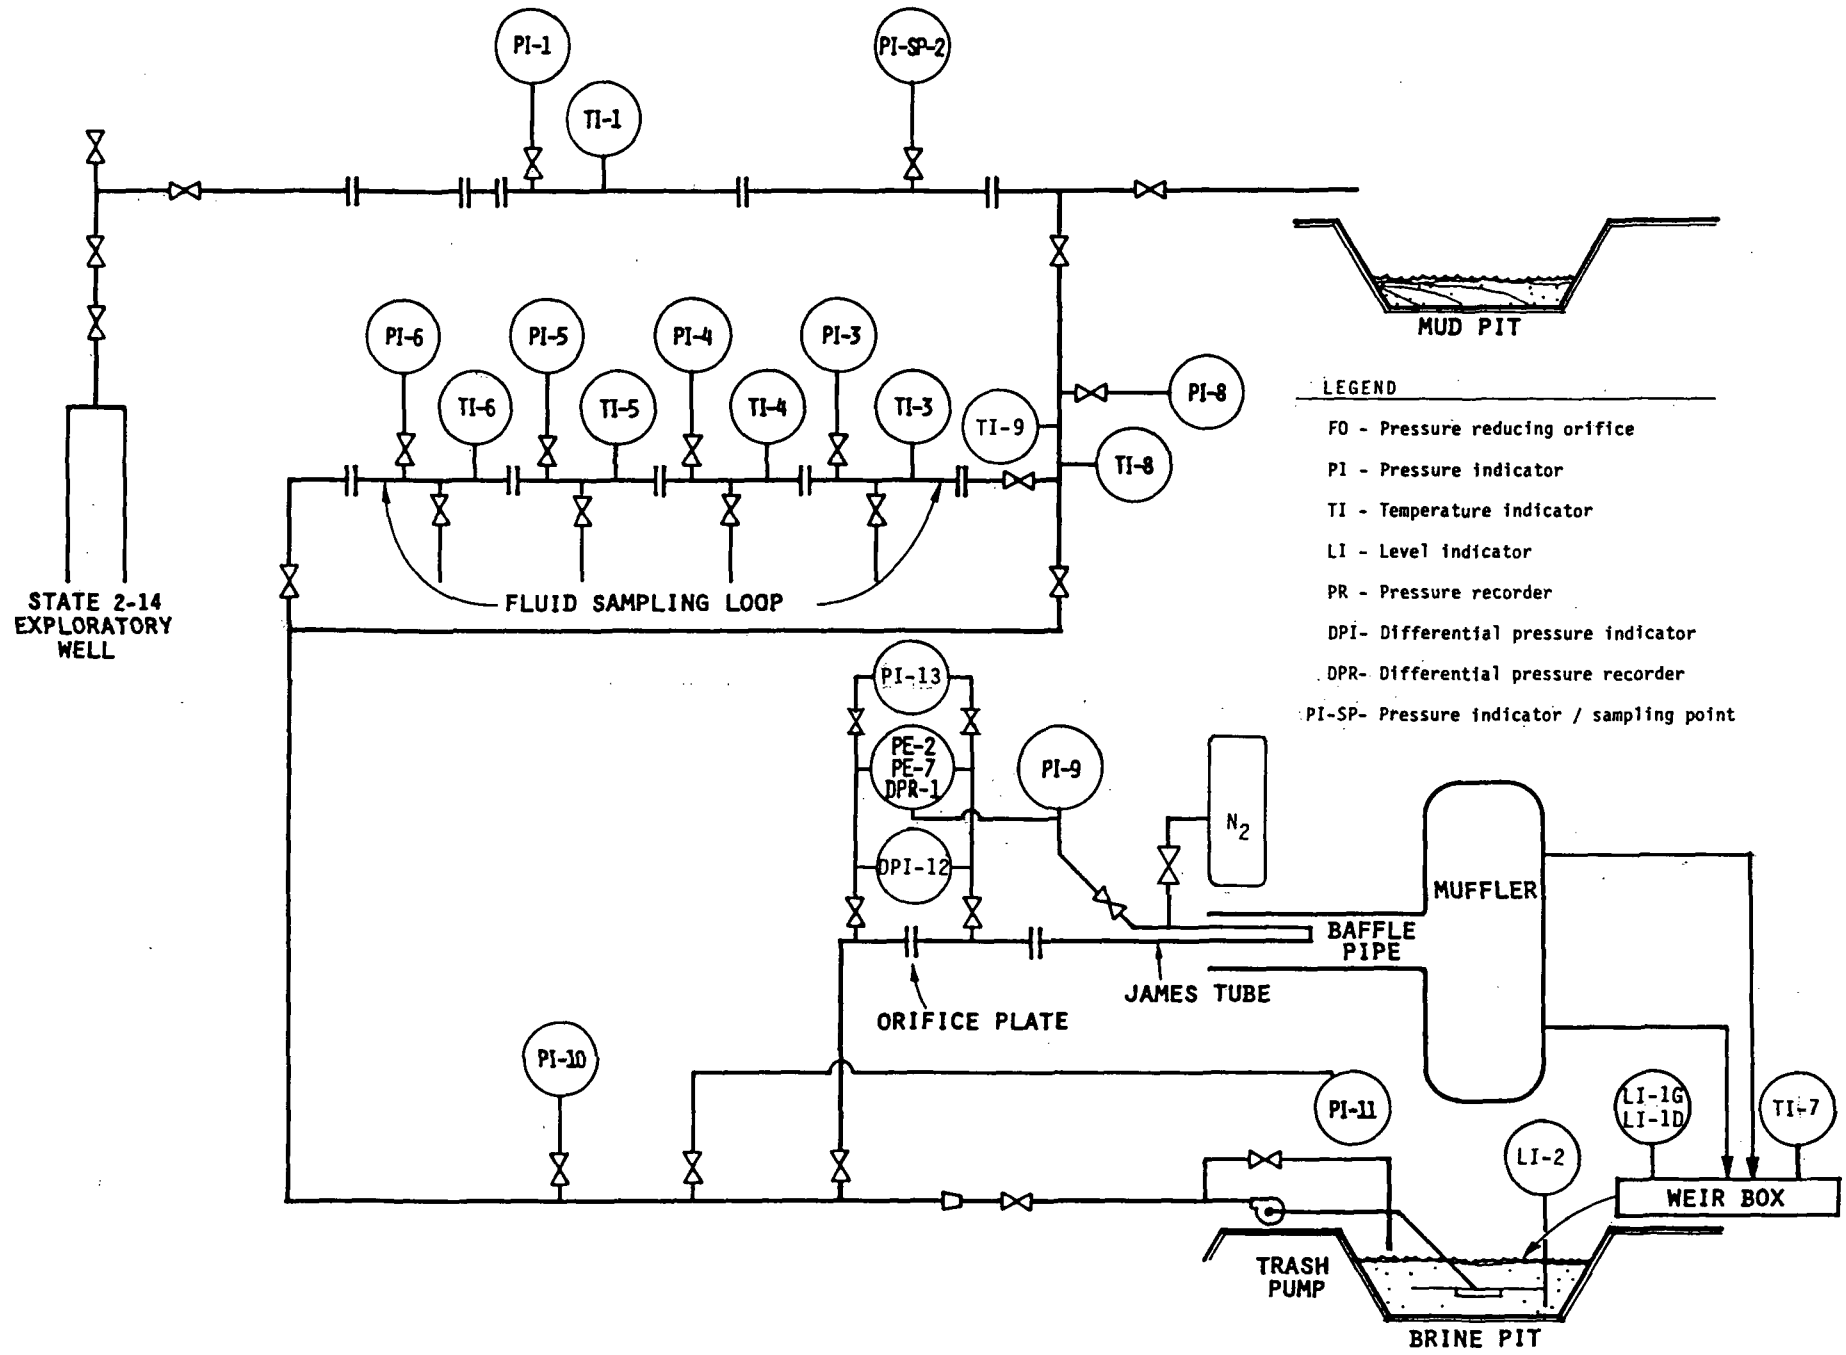 PI-1
PI-SP-2
TI-1
MUD PIT
PI-6
PI-5
PI-4
PI-3
PI-8
TI-6
TI-5
TI-4
TI-3
TI-9
TI-8
LEGEND
FO - Pressure reducing orifice
PI - Pressure indicator
TI - Temperature indicator
LI - Level indicator
PR - Pressure recorder
DPI- Differential pressure indicator
DPR- Differential pressure recorder
PI-SP- Pressure indicator / sampling point
STATE 2-14
EXPLORATORY
WELL
FLUID SAMPLING LOOP
PI-13
PE-2
PE-7
DPR-1
PI-9
N2
DPI-12
MUFFLER
BAFFLE
PIPE
JAMES TUBE
ORIFICE PLATE
PI-10
PI-11
LI-1G
LI-1D
TI-7
LI-2
WEIR BOX
TRASH
PUMP
BRINE PIT